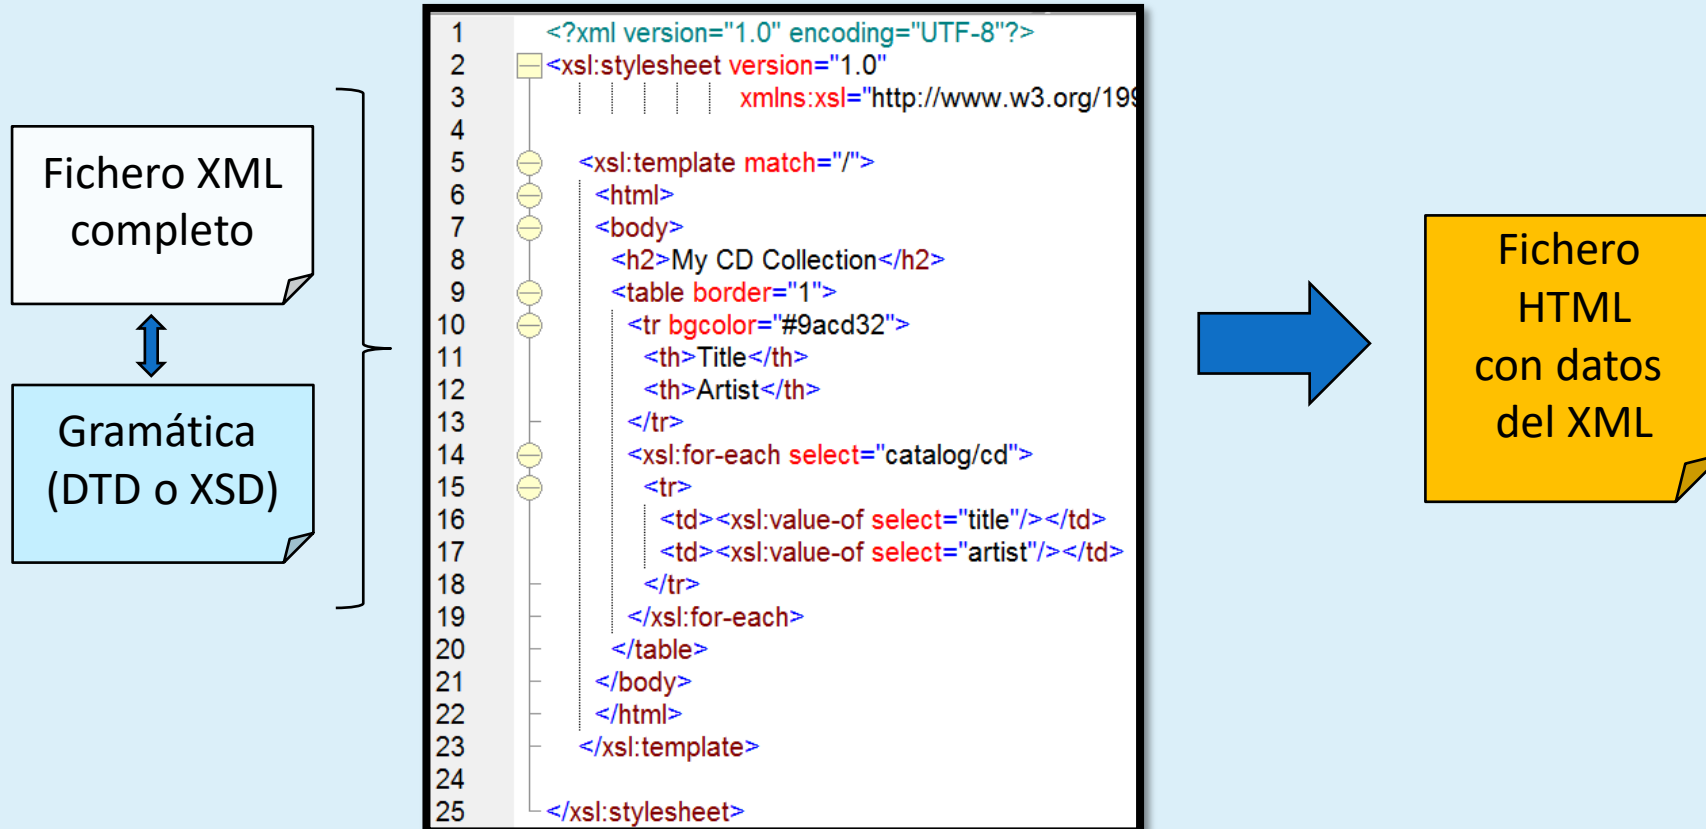 Fichero XML
completo
Gramática
(DTD o XSD)
1 <?xml version="1.0" encoding="UTF-8"?>
2 <xsl:stylesheet version="1.0"
3 xmlns:xsl="http://www.w3.org/199
4
5 <xsl:template match="/">
6 <html>
7 <body>
8 <h2>My CD Collection</h2>
9 <table border="1">
10 <tr bgcolor="#9acd32">
11 <th>Title</th>
12 <th>Artist</th>
13 </tr>
14 <xsl:for-each select="catalog/cd">
15 <tr>
16 <td><xsl:value-of select="title"/></td>
17 <td><xsl:value-of select="artist"/></td>
18 </tr>
19 </xsl:for-each>
20 </table>
21 </body>
22 </html>
23 </xsl:template>
24
25 </xsl:stylesheet>
Fichero
HTML
con datos
del XML